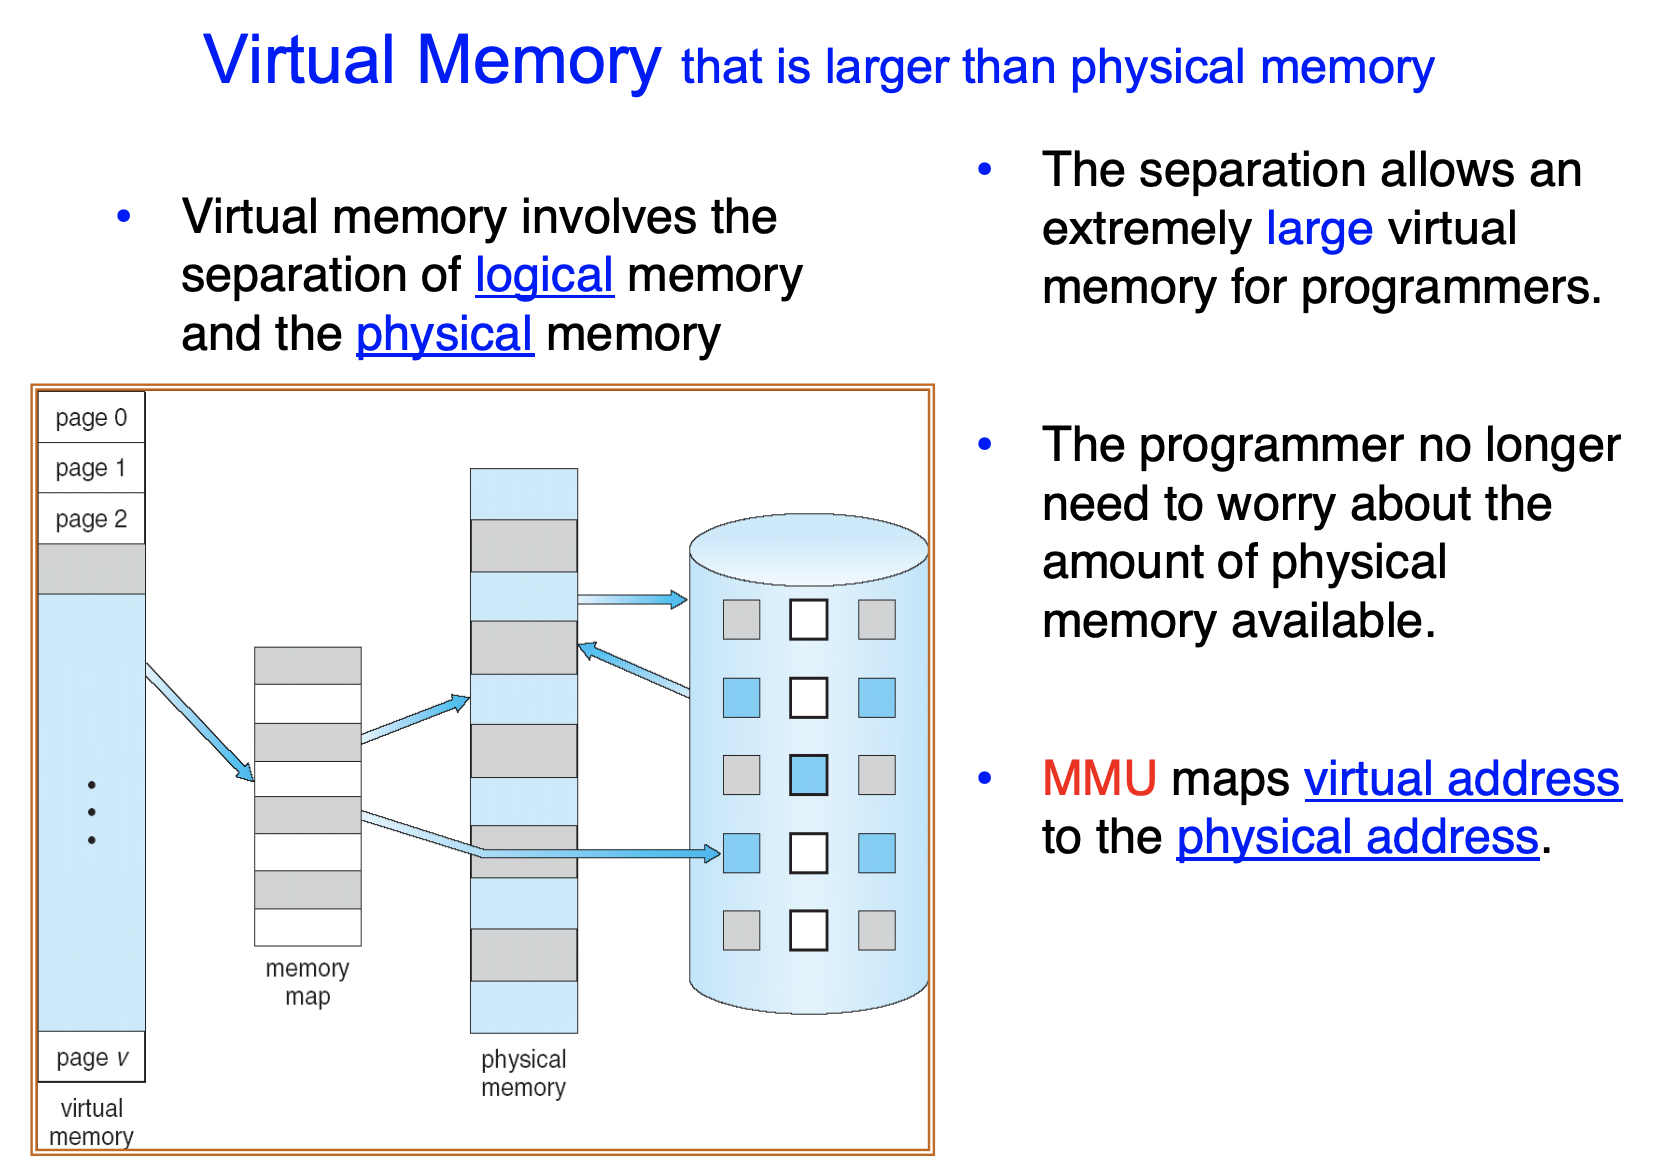 Virtual Memory that is larger than physical memory
• Virtual memory involves the
separation of logical memory
and the physical memory
page 0
page 1
page 2
page v
virtual
memory
memory
map
physical
memory
• The separation allows an
extremely large virtual
memory for programmers.
• The programmer no longer
need to worry about the
amount of physical
memory available.
• MMU maps virtual address
to the physical address.